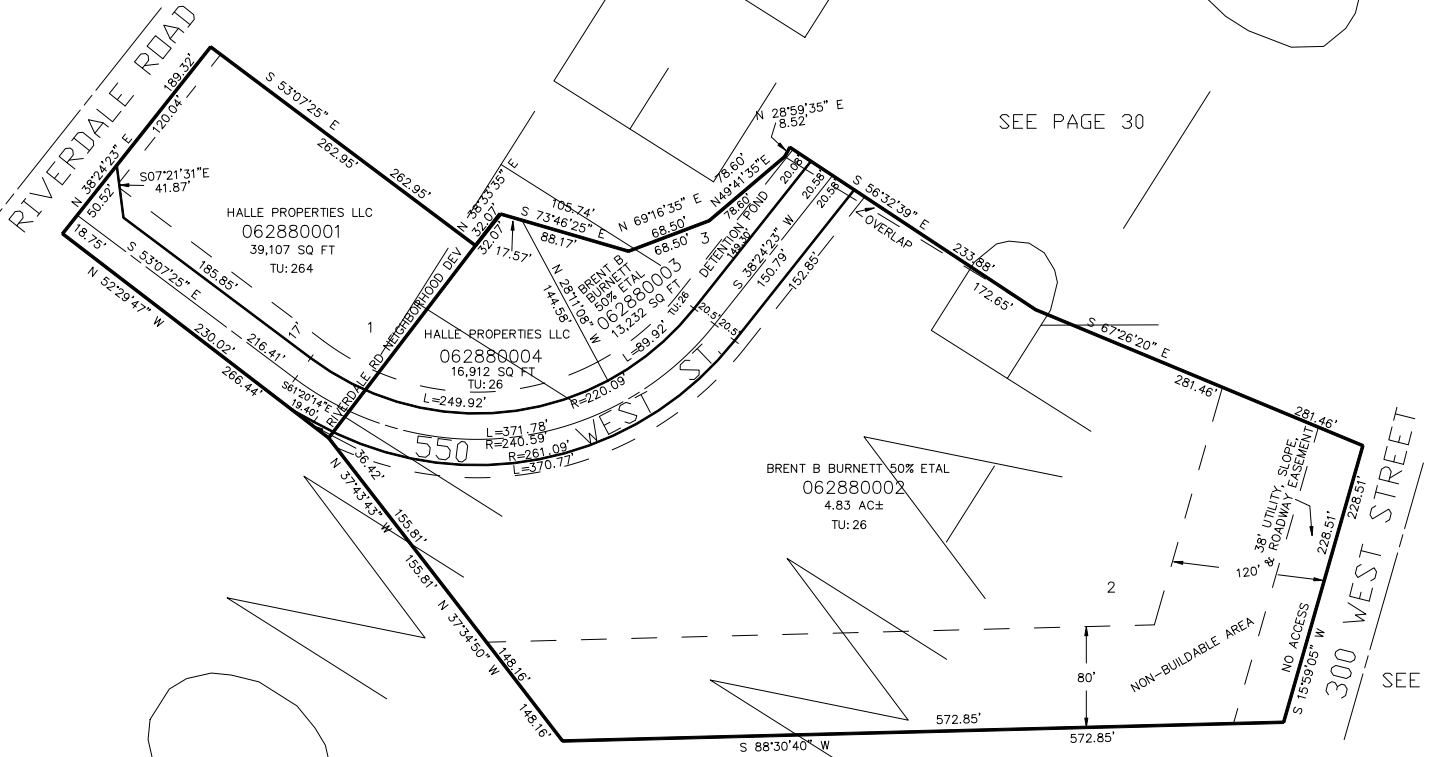 RIVERDALE ROAD
189.32'
120.04'
N 38°24'23" E
50.52'
S07°21'31"E
41.87'
18.75'
S 53°07'25" E
262.95'
262.95'
HALLE PROPERTIES LLC
062880001
39,107 SQ FT
TU: 264
S 53°07'25" E
185.85'
N 52°29'47" W
230.02'
216.41'
266.44'
17'
1
S61°20'14"E
19.40'
RIVERDALE RD NEIGHBORHOOD DEV
N 38°33'35" E
32.07'
32.07'
105.74'
S 73°46'25" E
88.17'
17.57'
N 69°16'35" E
68.50'
68.50'
N 28°59'35" E
8.52'
78.60'
N49°41'35"E
78.60'
3
DETENTION POND
149.30'
20.08'
20.58'
20.58'
BRENT B
BURNETT
50% ETAL
062880003
13,232 SQ FT
TU: 26
N 28°11'08" W
144.58'
HALLE PROPERTIES LLC
062880004
16,912 SQ FT
TU: 26
S 38°24'23" W
150.79'
152.85'
20.5'
20.5'
L=89.92'
R=220.09'
L=249.92'
L=371.78'
R=240.59'
R=261.09'
L=370.77'
550 WEST ST
S 56°32'39" E
OVERLAP
233.88'
172.65'
SEE PAGE 30
S 67°26'20" E
281.46'
281.46'
BRENT B BURNETT 50% ETAL
062880002
4.83 AC±
TU: 26
36.42'
N 37°43'43" W
155.81'
155.81'
N 37°34'50" W
148.16'
148.16'
38' UTILITY, SLOPE,
& ROADWAY EASEMENT
228.51'
228.51'
120'
2
NON-BUILDABLE AREA
80'
NO ACCESS
S 15°59'05" W
300 WEST STREET
SEE
572.85'
572.85'
S 88°30'40" W